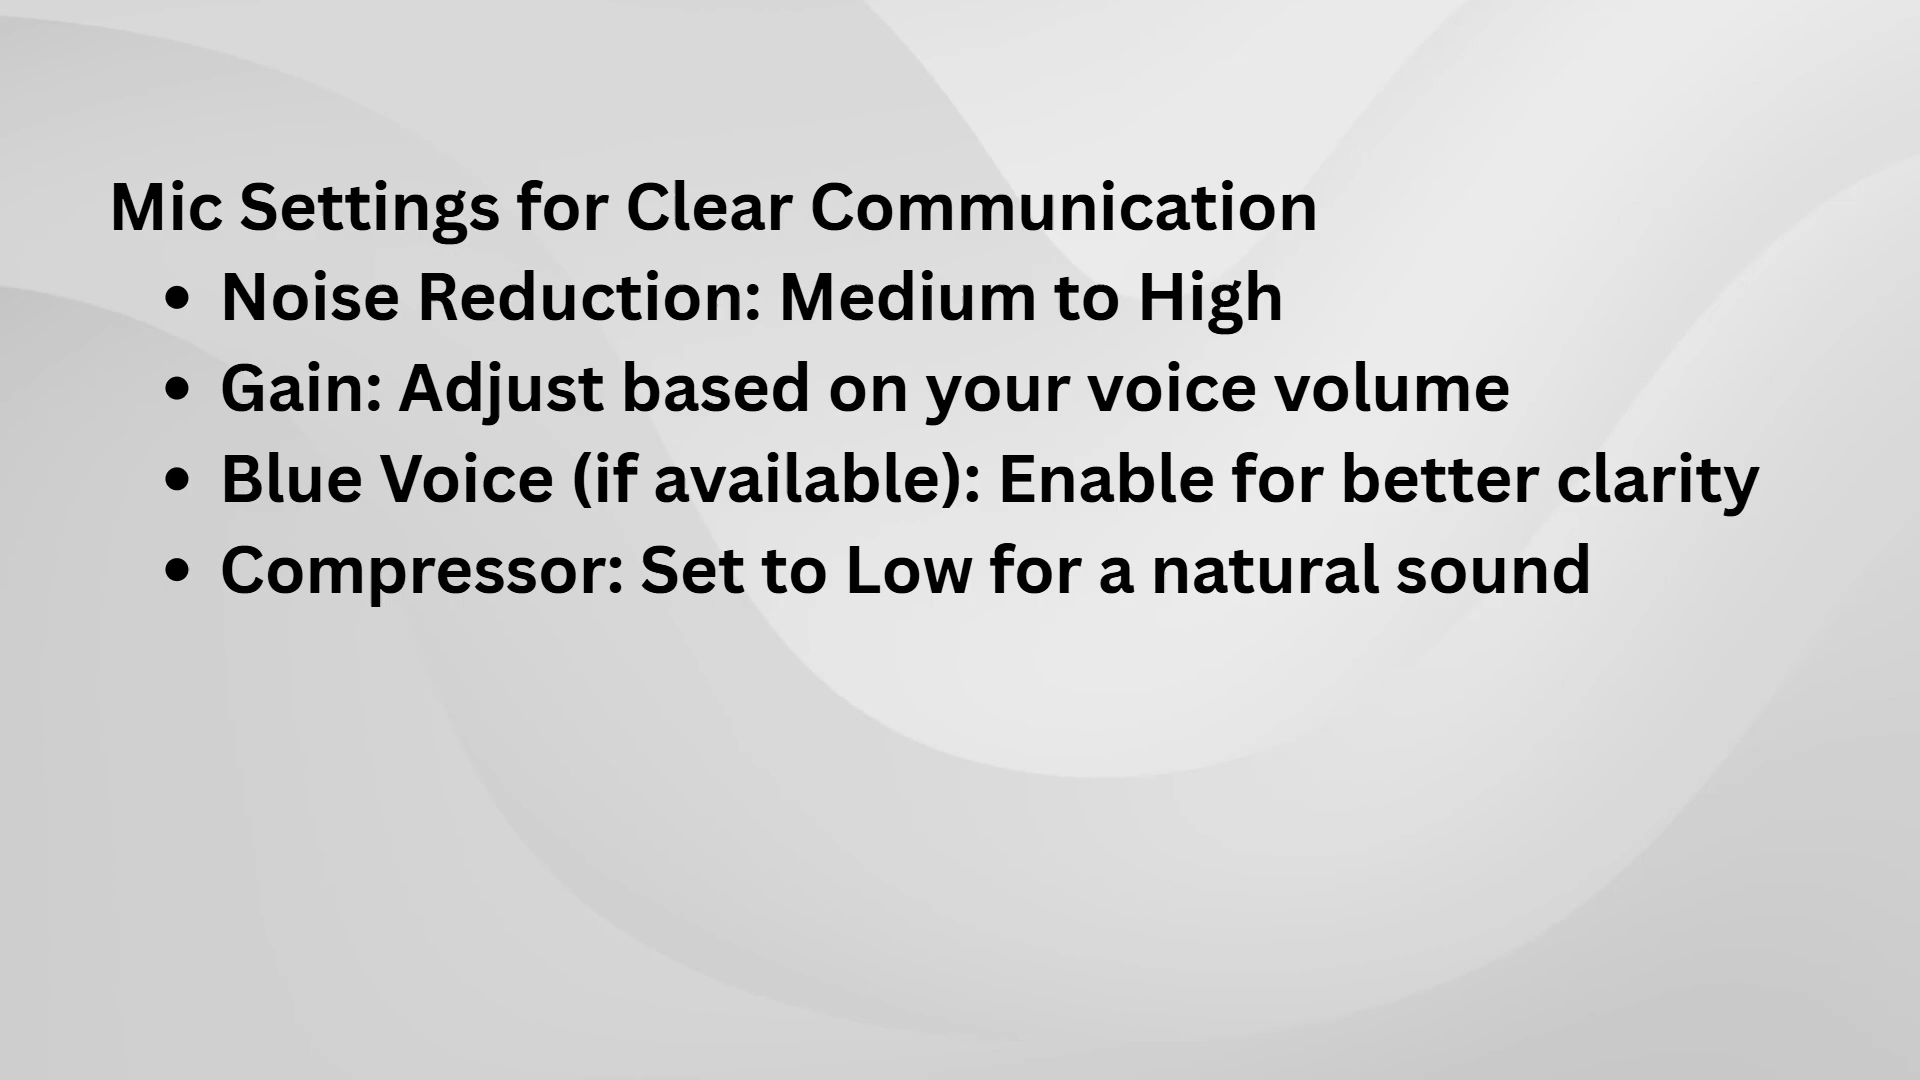 Mic Settings for Clear Communication
• Noise Reduction: Medium to High
• Gain: Adjust based on your voice volume
• Blue Voice (if available): Enable for better clarity
• Compressor: Set to Low for a natural sound